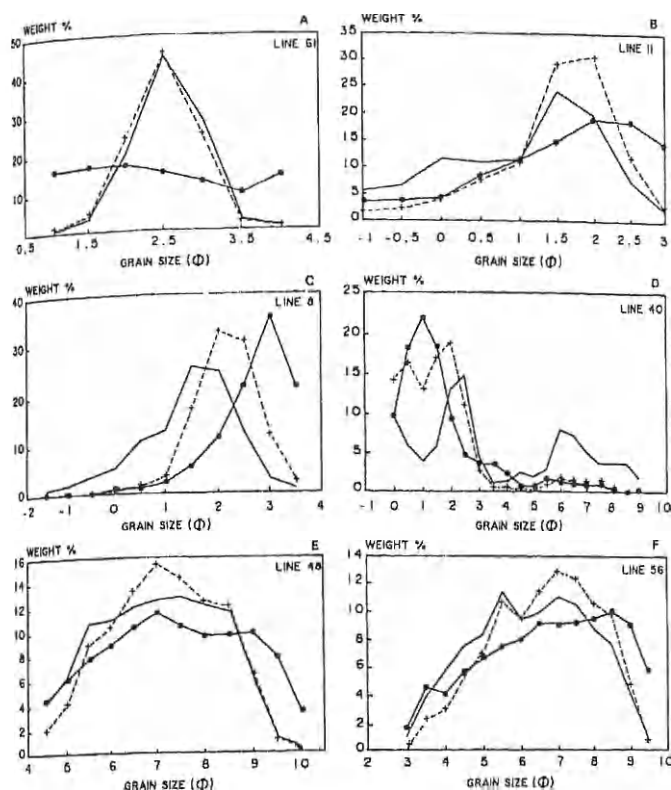 WEIGHT % A
LINE 61
50
40
30
20
10
0
0,5 1,5 2,5 3,5 4,5
GRAIN SIZE (Φ)
WEIGHT % B
LINE 11
35
30
25
20
15
10
5
0
-1 -0,5 0 0,5 1 1,5 2 2,5 3
GRAIN SIZE (Φ)
WEIGHT % C
LINE 8
40
30
20
10
0
-2 -1 0 1 2 3 4
GRAIN SIZE (Φ)
WEIGHT % D
LINE 40
25
20
15
10
5
0
-1 0 1 2 3 4 5 6 7 8 9 10
GRAIN SIZE (Φ)
WEIGHT % E
LINE 48
16
14
12
10
8
6
4
2
0
4 5 6 7 8 9 10
GRAIN SIZE (Φ)
WEIGHT % F
LINE 56
14
12
10
8
6
4
2
0
2 3 4 5 6 7 8 9 10
GRAIN SIZE (Φ)